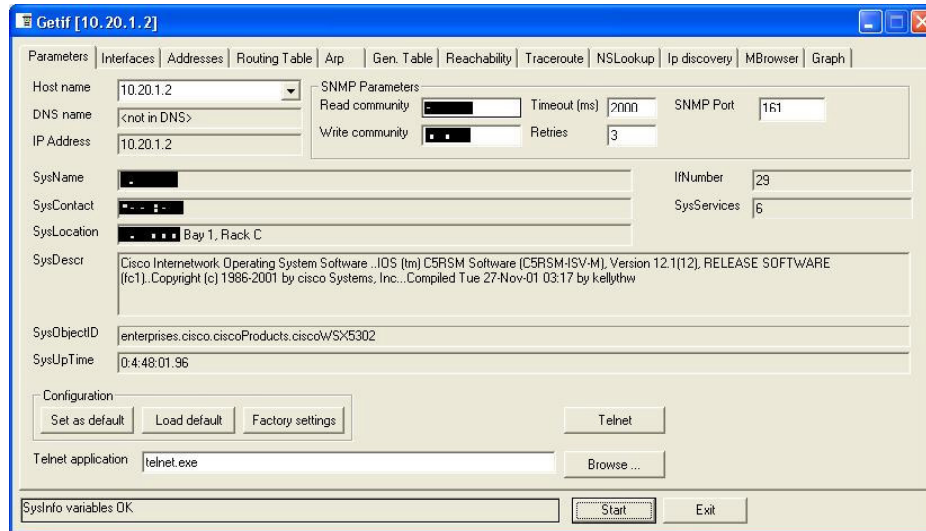 Getif [10.20.1.2]
Parameters Interfaces Addresses Routing Table Arp Gen. Table Reachability Traceroute NSLookup Ip discovery MBrowser Graph
Host name 10.20.1.2
DNS name <not in DNS>
IP Address 10.20.1.2
SNMP Parameters
Read community Timeout (ms) 2000 SNMP Port 161
Write community Retries 3
SysName IfNumber 29
SysContact SysServices 6
SysLocation Bay 1, Rack C
SysDescr Cisco Internetwork Operating System Software ..IOS (tm) C5RSM Software (C5RSM-ISV-M), Version 12.1(12), RELEASE SOFTWARE
(fc1)..Copyright (c) 1986-2001 by cisco Systems, Inc...Compiled Tue 27-Nov-01 03:17 by kellythw
SysObjectID enterprises.cisco.ciscoProducts.ciscoWSX5302
SysUpTime 0:4:48:01.96
Configuration
Set as default Load default Factory settings Telnet
Telnet application telnet.exe Browse ...
SysInfo variables OK Start Exit